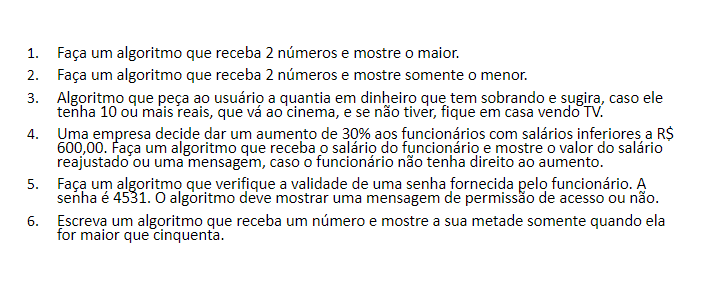 1. Faça um algoritmo que receba 2 números e mostre o maior.
2. Faça um algoritmo que receba 2 números e mostre somente o menor.
3. Algoritmo que peça ao usuário a quantia em dinheiro que tem sobrando e sugira, caso ele
tenha 10 ou mais reais, que vá ao cinema, e se não tiver, fique em casa vendo TV.
4. Uma empresa decide dar um aumento de 30% aos funcionários com salários inferiores a R$
600,00. Faça um algoritmo que receba o salário do funcionário e mostre o valor do salário
reajustado ou uma mensagem, caso o funcionário não tenha direito ao aumento.
5. Faça um algoritmo que verifique a validade de uma senha fornecida pelo funcionário. A
senha é 4531. O algoritmo deve mostrar uma mensagem de permissão de acesso ou não.
6. Escreva um algoritmo que receba um número e mostre a sua metade somente quando ela
for maior que cinquenta.